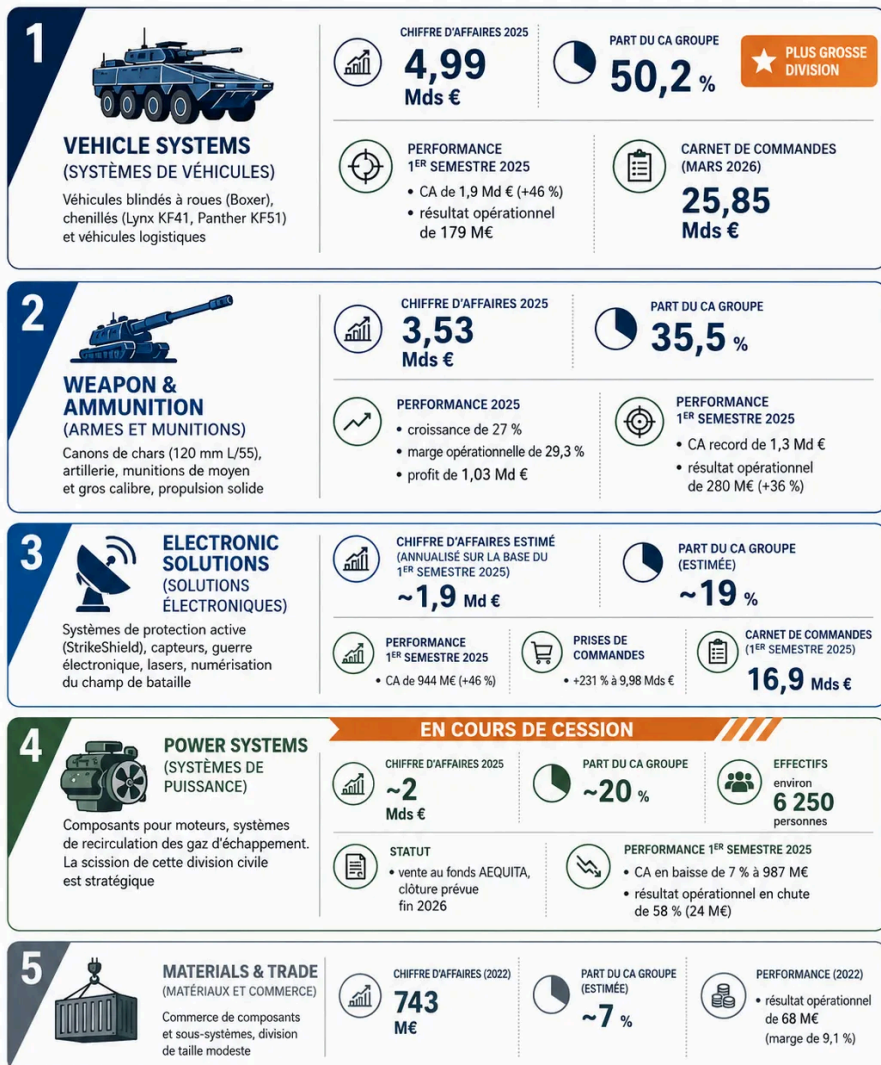 1
VEHICLE SYSTEMS
(SYSTÈMES DE VÉHICULES)
Véhicules blindés à roues (Boxer),
chenillés (Lynx KF41, Panther KF51)
et véhicules logistiques
CHIFFRE D'AFFAIRES 2025
4,99
Mds €
PART DU CA GROUPE
50,2 %
PLUS GROSSE
DIVISION
PERFORMANCE
1ER SEMESTRE 2025
• CA de 1,9 Md € (+46 %)
• résultat opérationnel
de 179 M€
CARNET DE COMMANDES
(MARS 2026)
25,85
Mds €
2
WEAPON &
AMMUNITION
(ARMES ET MUNITIONS)
Canons de chars (120 mm L/55),
artillerie, munitions de moyen
et gros calibre, propulsion solide
CHIFFRE D'AFFAIRES 2025
3,53
Mds €
PART DU CA GROUPE
35,5 %
PERFORMANCE 2025
• croissance de 27 %
• marge opérationnelle de 29,3 %
• profit de 1,03 Md €
PERFORMANCE
1ER SEMESTRE 2025
• CA record de 1,3 Md €
• résultat opérationnel
de 280 M€ (+36 %)
3
ELECTRONIC
SOLUTIONS
(SOLUTIONS
ÉLECTRONIQUES)
Systèmes de protection active
(StrikeShield), capteurs, guerre
électronique, lasers, numérisation
du champ de bataille
CHIFFRE D'AFFAIRES ESTIMÉ
(ANNUALISÉ SUR LA BASE DU
1ER SEMESTRE 2025)
~1,9 Md €
PART DU CA GROUPE
(ESTIMÉE)
~19 %
PERFORMANCE
1ER SEMESTRE 2025
• CA de 944 M€ (+46 %)
PRISES DE
COMMANDES
• +231 % à 9,98 Mds €
CARNET DE COMMANDES
(1ER SEMESTRE 2025)
16,9 Mds €
4
POWER SYSTEMS
(SYSTÈMES DE
PUISSANCE)
Composants pour moteurs, systèmes
de recirculation des gaz d'échappement.
La scission de cette division civile
est stratégique
EN COURS DE CESSION
CHIFFRE D'AFFAIRES 2025
~2
Mds €
PART DU CA GROUPE
~20 %
EFFECTIFS
environ
6 250
personnes
STATUT
• vente au fonds AEQUITA,
clôture prévue
fin 2026
PERFORMANCE 1ER SEMESTRE 2025
• CA en baisse de 7 % à 987 M€
• résultat opérationnel en chute
de 58 % (24 M€)
5
MATERIALS & TRADE
(MATÉRIAUX ET COMMERCE)
Commerce de composants
et sous-systèmes, division
de taille modeste
CHIFFRE D'AFFAIRES (2022)
743
M€
PART DU CA GROUPE
(ESTIMÉE)
~7 %
PERFORMANCE (2022)
• résultat opérationnel
de 68 M€
(marge de 9,1 %)